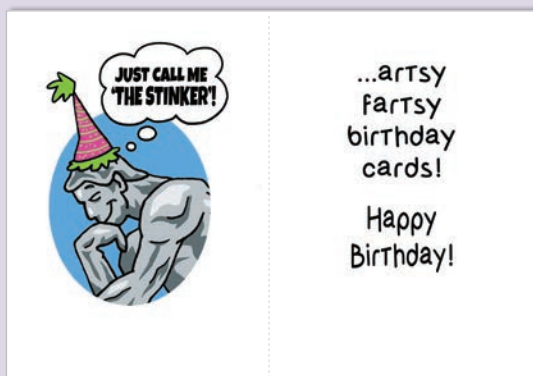 JUST CALL ME
'THE STINKER'!
...artsy
fartsy
birthday
cards!
Happy
Birthday!